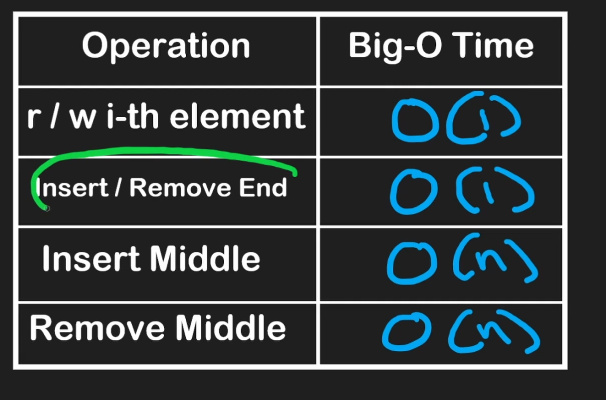 Operation Big-O Time
r / w i-th element O(1)
Insert / Remove End O(1)
Insert Middle O(n)
Remove Middle O(n)